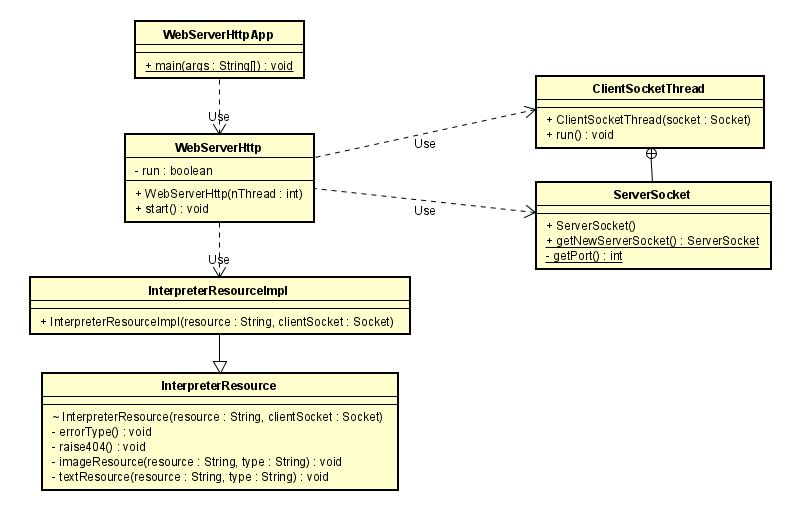 WebServerHttpApp
+ main(args : String[]) : void
Use
WebServerHttp
- run : boolean
+ WebServerHttp(nThread : int)
+ start() : void
Use
Use
ClientSocketThread
+ ClientSocketThread(socket : Socket)
+ run() : void
ServerSocket
+ ServerSocket()
+ getNewServerSocket() : ServerSocket
- getPort() : int
Use
InterpreterResourceImpl
+ InterpreterResourceImpl(resource : String, clientSocket : Socket)
InterpreterResource
~ InterpreterResource(resource : String, clientSocket : Socket)
- errorType() : void
- raise404() : void
- imageResource(resource : String, type : String) : void
- textResource(resource : String, type : String) : void